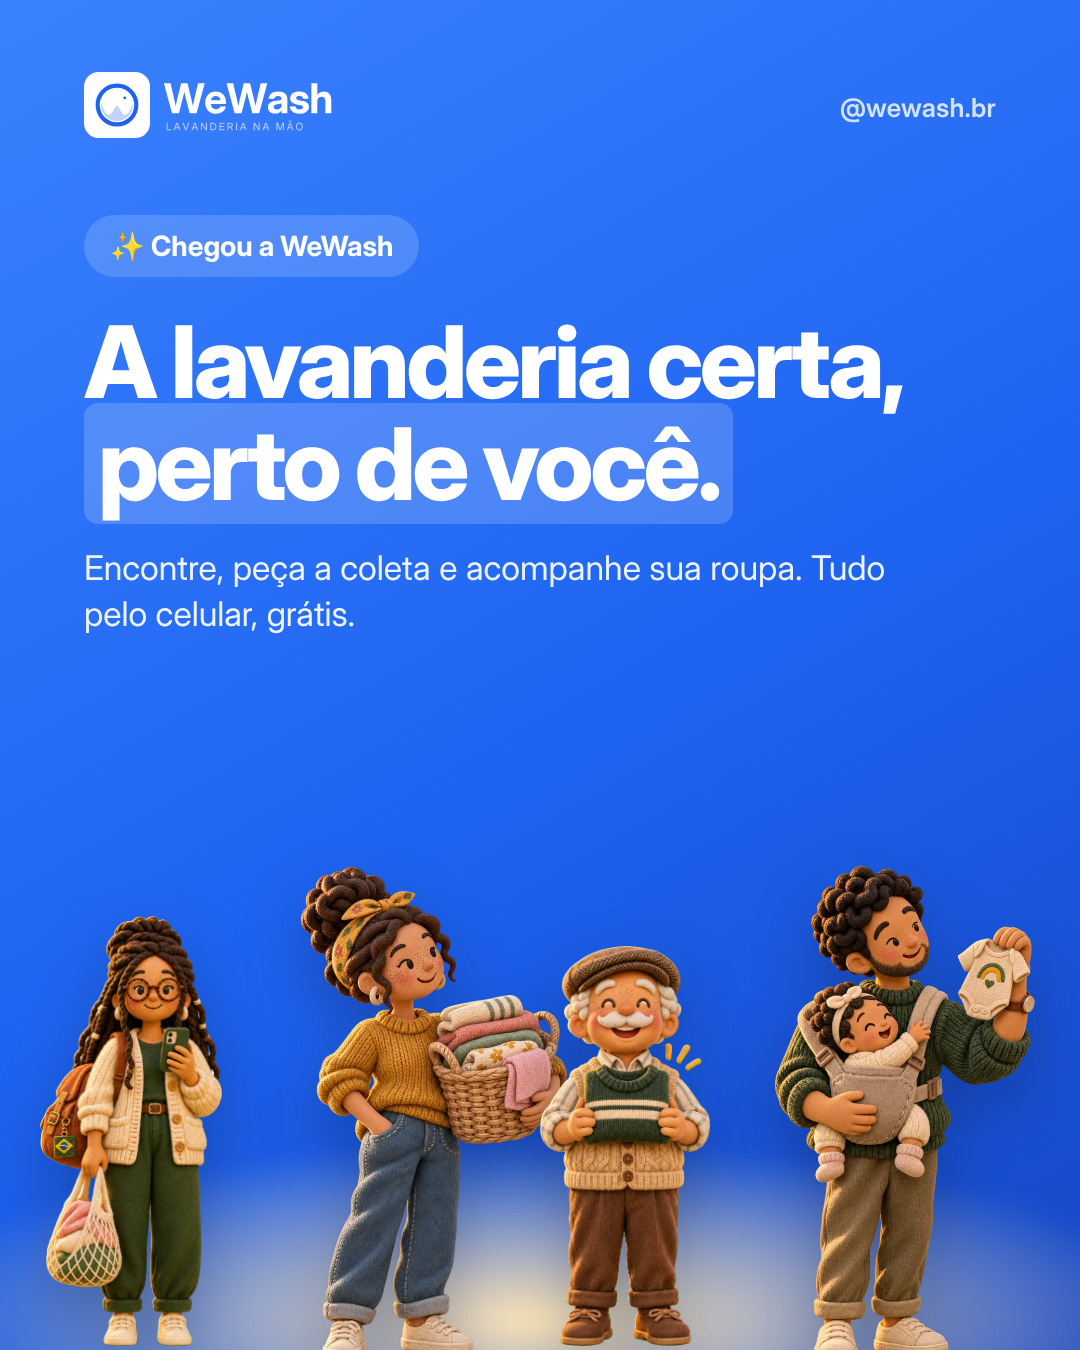 WeWash
LAVANDERIA NA MÃO
@wewash.br
✨ Chegou a WeWash
A lavanderia certa,
perto de você.
Encontre, peça a coleta e acompanhe sua roupa. Tudo
pelo celular, grátis.